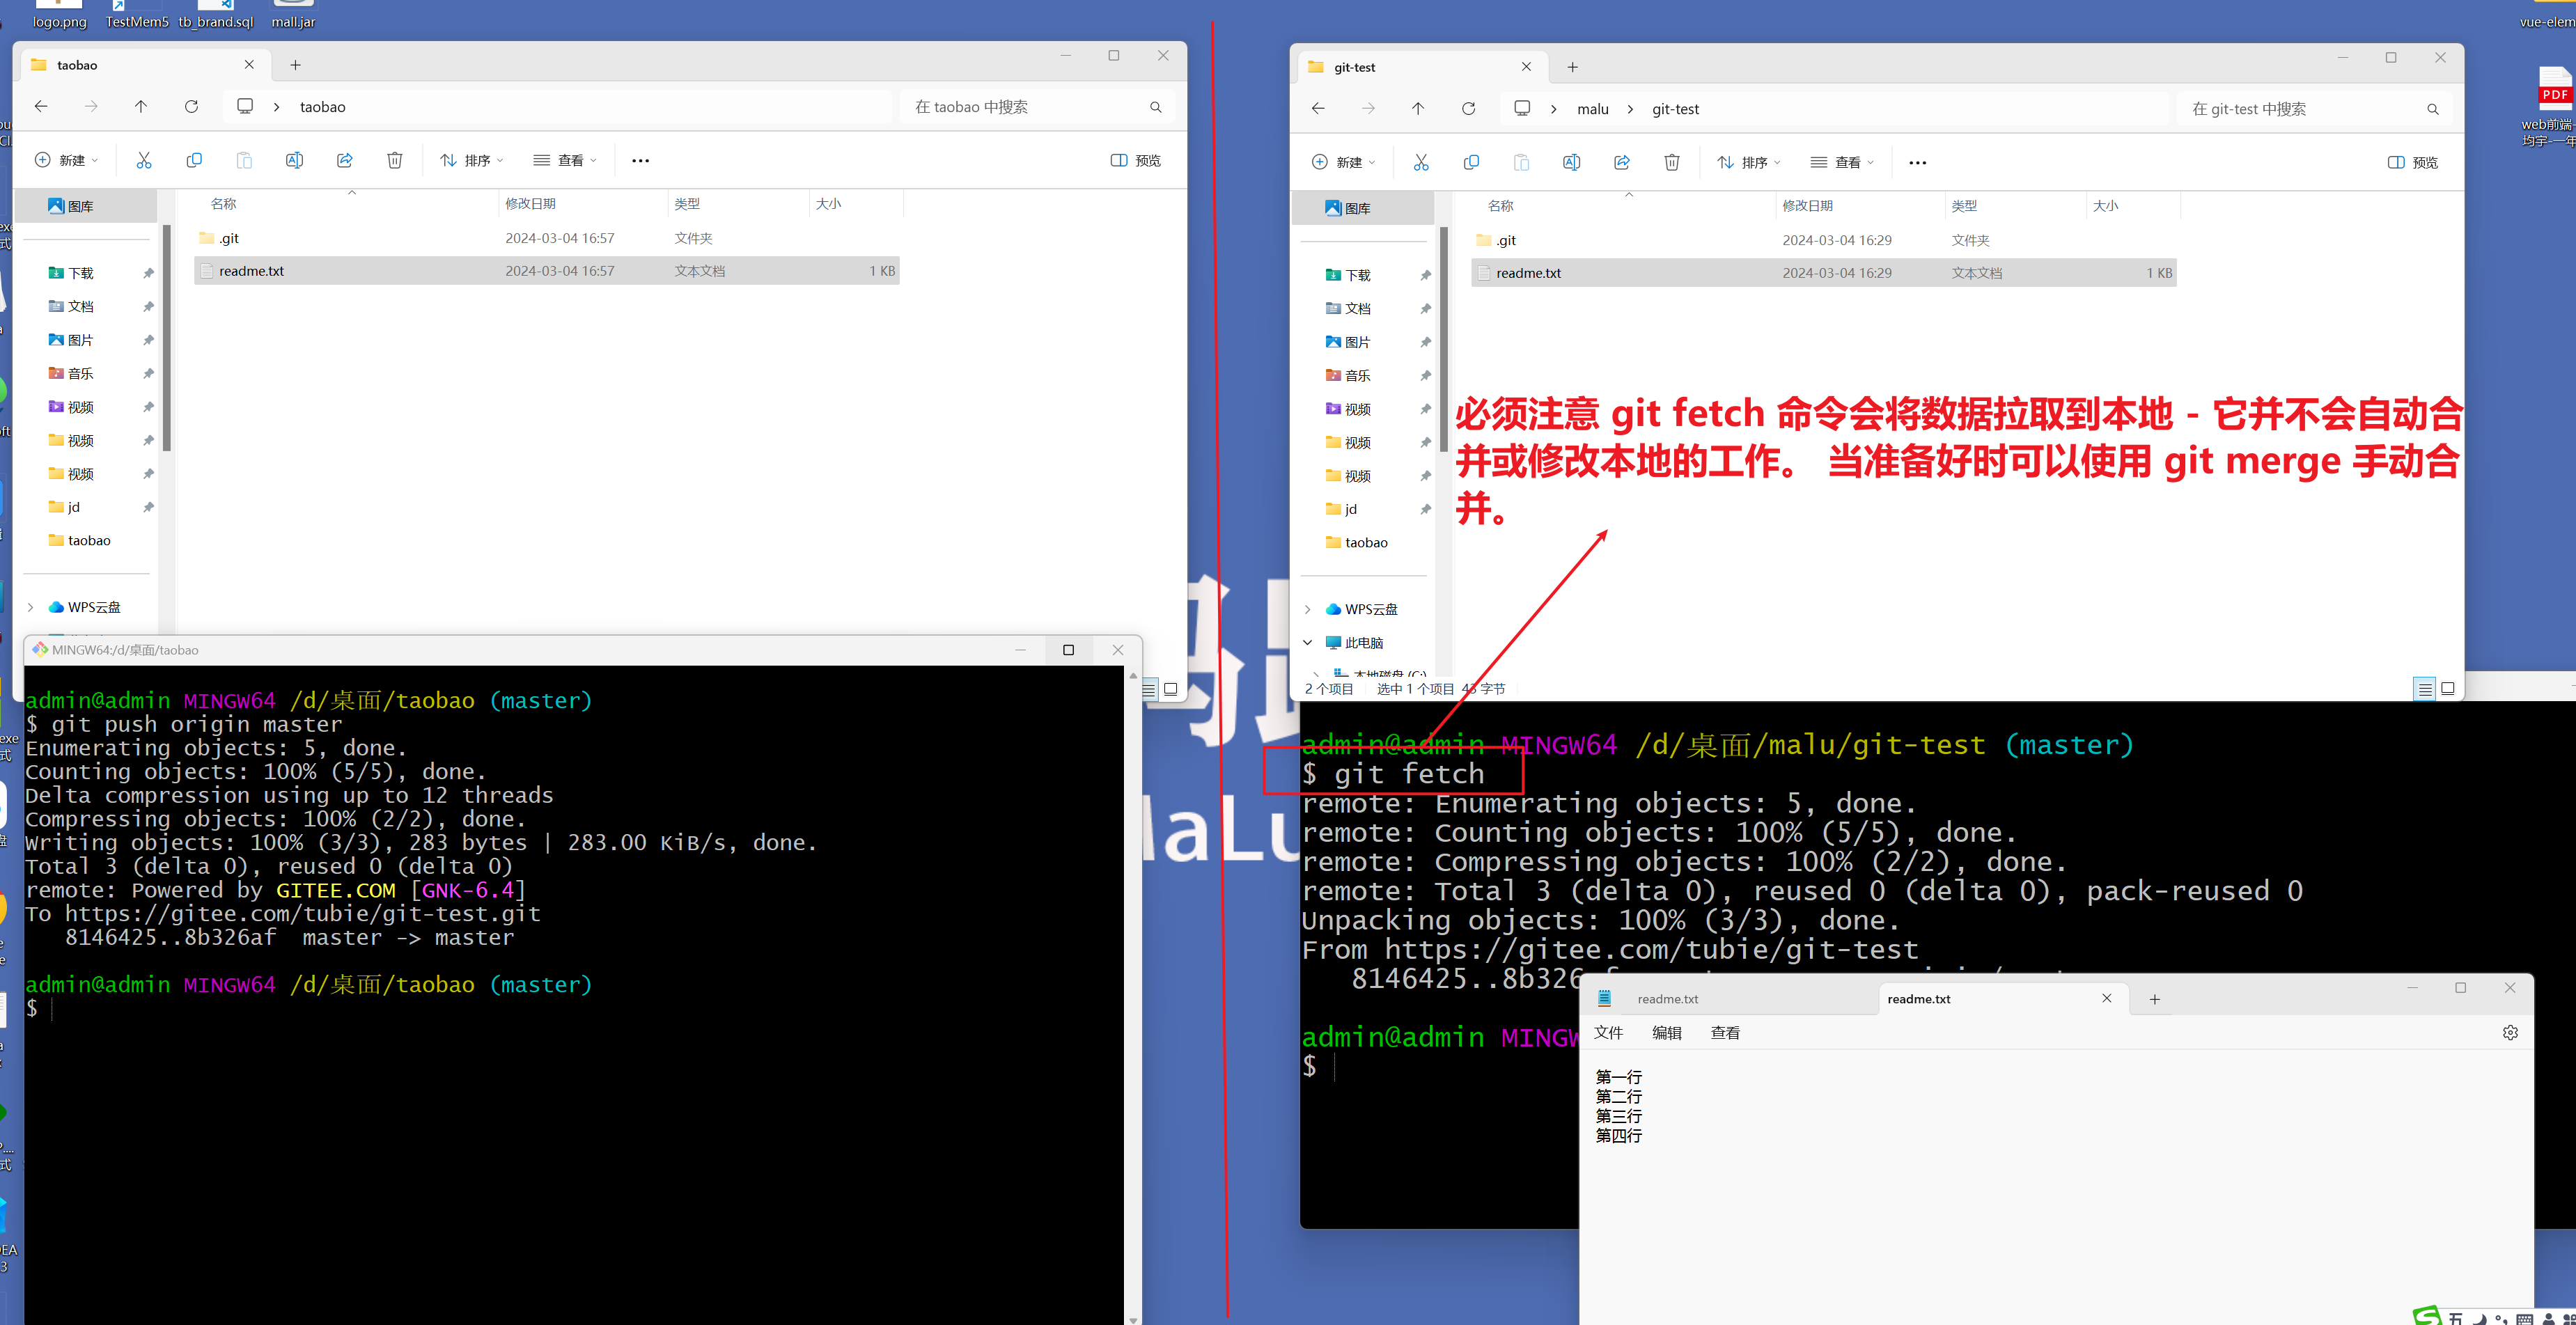 logo.png TestMem5 tb_brand.sql mall.jar
taobao
taobao
在 taobao 中搜索
新建 排序 查看 预览
图库
名称 修改日期 类型 大小
.git 2024-03-04 16:57 文件夹
readme.txt 2024-03-04 16:57 文本文档 1 KB
下载
文档
图片
音乐
视频
视频
视频
jd
taobao
WPS云盘
MINGW64:/d/桌面/taobao
admin@admin MINGW64 /d/桌面/taobao (master)
$ git push origin master
Enumerating objects: 5, done.
Counting objects: 100% (5/5), done.
Delta compression using up to 12 threads
Compressing objects: 100% (2/2), done.
Writing objects: 100% (3/3), 283 bytes | 283.00 KiB/s, done.
Total 3 (delta 0), reused 0 (delta 0)
remote: Powered by GITEE.COM [GNK-6.4]
To https://gitee.com/tubie/git-test.git
8146425..8b326af master -> master
admin@admin MINGW64 /d/桌面/taobao (master)
$
git-test
malu git-test
在 git-test 中搜索
新建 排序 查看 预览
图库
名称 修改日期 类型 大小
.git 2024-03-04 16:29 文件夹
readme.txt 2024-03-04 16:29 文本文档 1 KB
下载
文档
图片
音乐
视频
视频
视频
jd
taobao
WPS云盘
此电脑
本地磁盘 (C:)
2 个项目 选中 1 个项目 43 字节
必须注意 git fetch 命令会将数据拉取到本地 - 它并不会自动合
并或修改本地的工作。 当准备好时可以使用 git merge 手动合
并。
admin@admin MINGW64 /d/桌面/malu/git-test (master)
$ git fetch
remote: Enumerating objects: 5, done.
remote: Counting objects: 100% (5/5), done.
remote: Compressing objects: 100% (2/2), done.
remote: Total 3 (delta 0), reused 0 (delta 0), pack-reused 0
Unpacking objects: 100% (3/3), done.
From https://gitee.com/tubie/git-test
8146425..8b326
admin@admin MINGW
$
readme.txt
readme.txt
文件 编辑 查看
第一行
第二行
第三行
第四行
vue-elem
PDF
web前端-
均宇-一年
MaLu
五